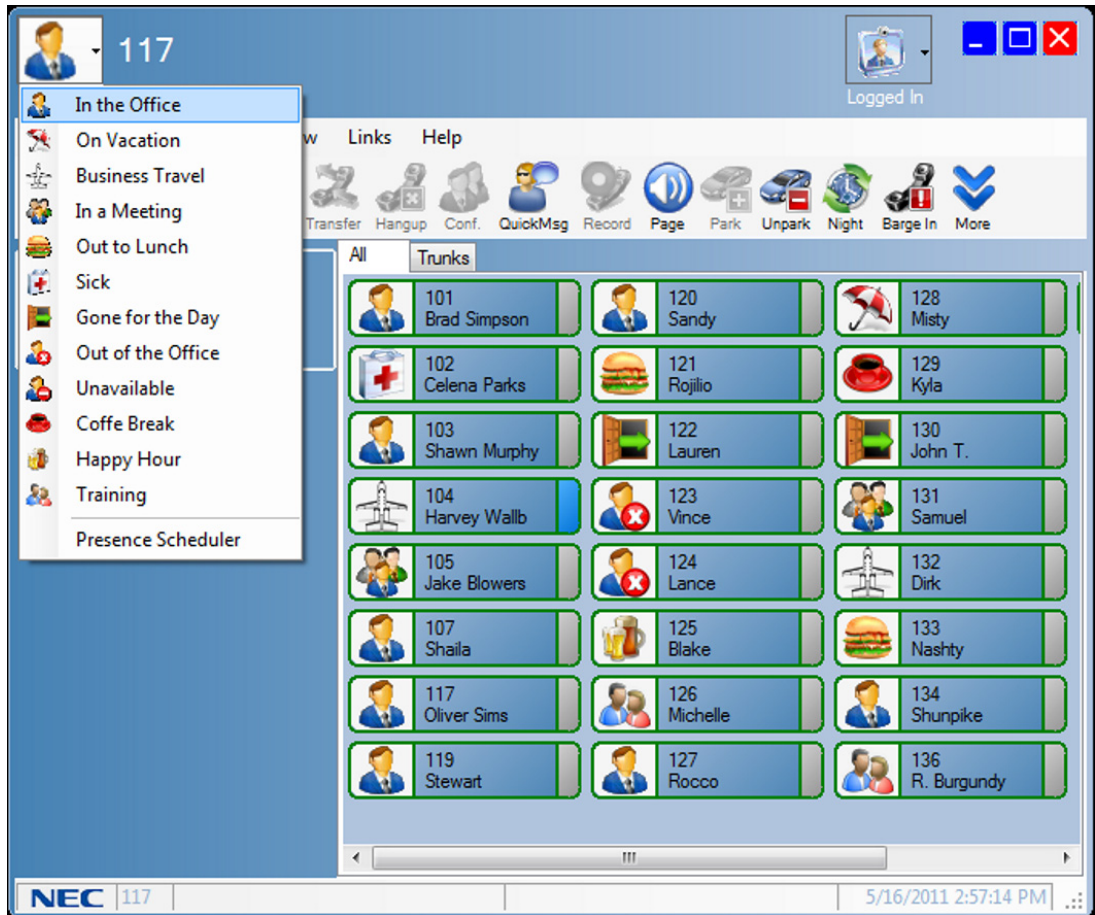 117
Logged In
In the Office
On Vacation
Business Travel
In a Meeting
Out to Lunch
Sick
Gone for the Day
Out of the Office
Unavailable
Coffe Break
Happy Hour
Training
Presence Scheduler
w Links Help
Transfer Hangup Conf. QuickMsg Record Page Park Unpark Night Barge In More
All Trunks
101
Brad Simpson
120
Sandy
128
Misty
102
Celena Parks
121
Rojilio
129
Kyla
103
Shawn Murphy
122
Lauren
130
John T.
104
Harvey Wallb
123
Vince
131
Samuel
105
Jake Blowers
124
Lance
132
Dirk
107
Shaila
125
Blake
133
Nashty
117
Oliver Sims
126
Michelle
134
Shunpike
119
Stewart
127
Rocco
136
R. Burgundy
NEC 117 5/16/2011 2:57:14 PM